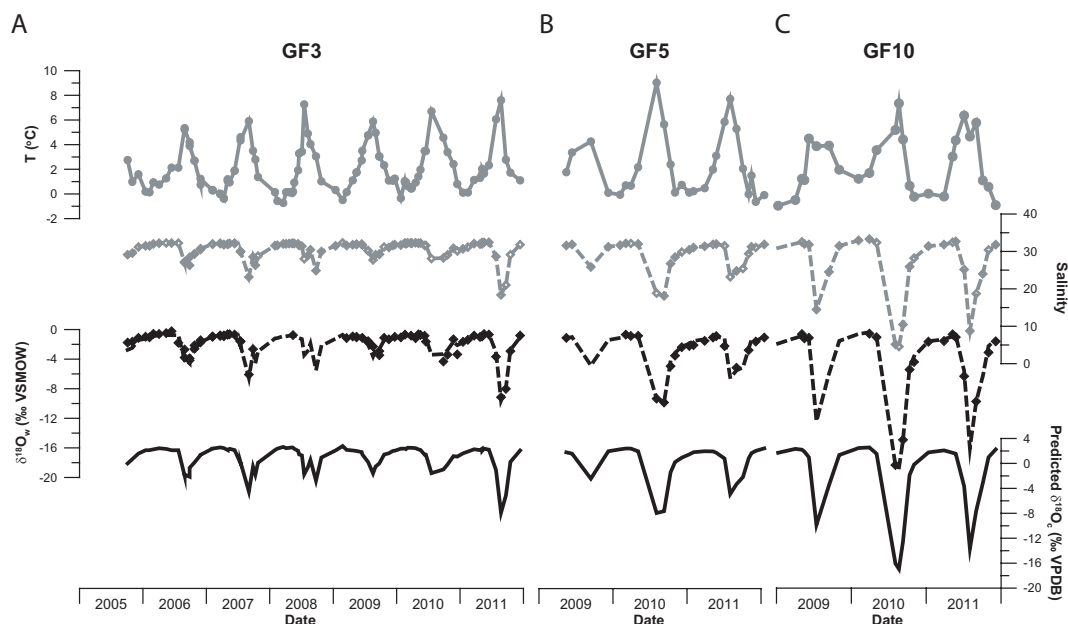 A
B
C
GF3
GF5
GF10
T (°C)
10
8
6
4
2
0
-2
Salinity
40
30
20
10
0
δ18Ow (‰ VSMOW)
0
-4
-8
-12
-16
-20
Predicted δ18Oc (‰ VPDB)
4
0
-4
-8
-12
-16
-20
2005 2006 2007 2008 2009 2010 2011
Date
2009 2010 2011
Date
2009 2010 2011
Date